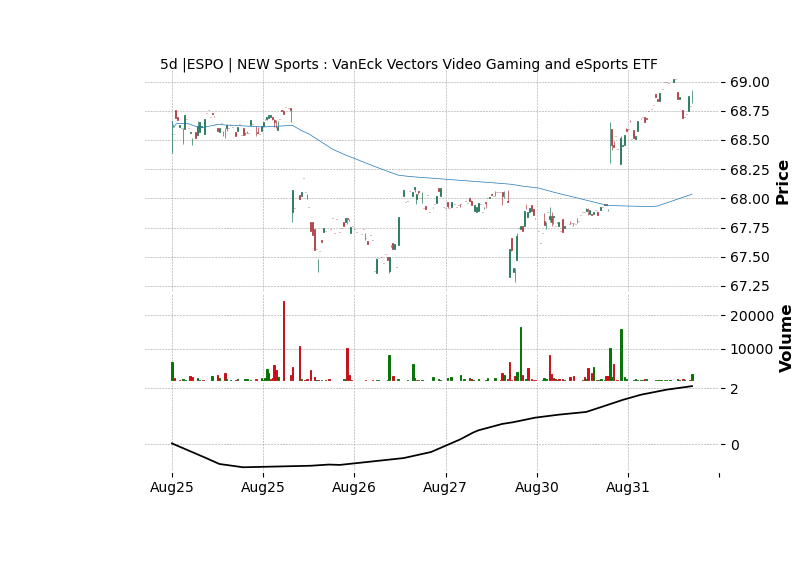 5d |ESPO | NEW Sports : VanEck Vectors Video Gaming and eSports ETF
69.00
68.75
68.50
68.25
68.00
67.75
67.50
67.25
Price
20000
10000
Volume
2
0
Aug25
Aug25
Aug26
Aug27
Aug30
Aug31